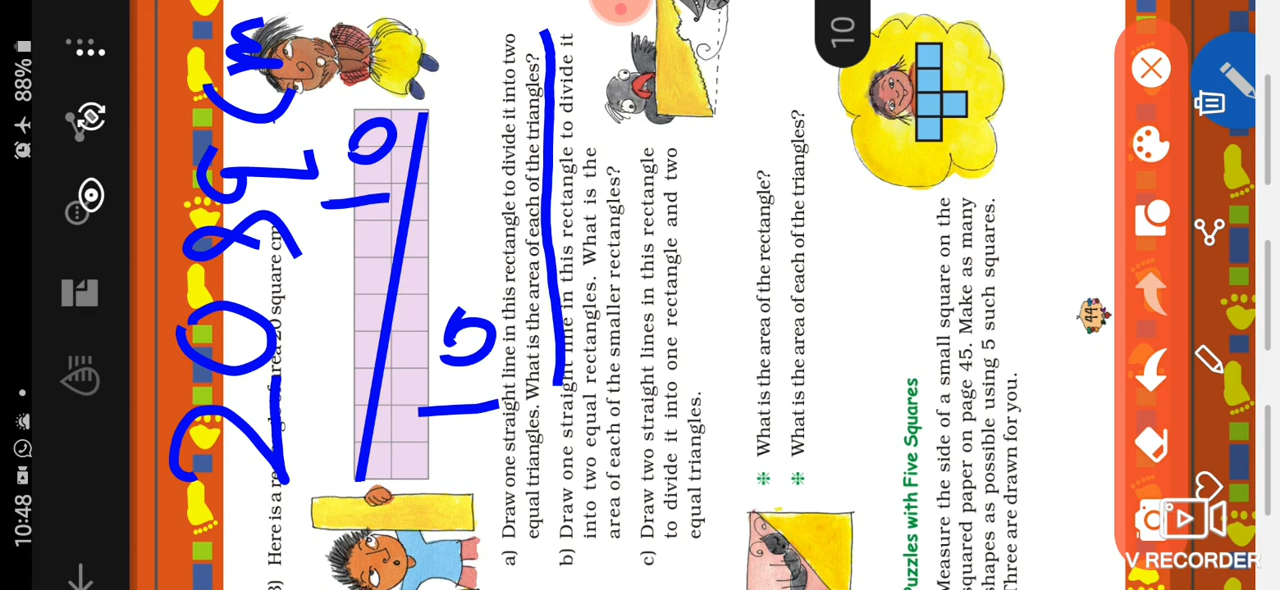 10:48
88%
20 sq cm
3) Here is a rectangle of area 20 square cm.
10
10
a) Draw one straight line in this rectangle to divide it into two
equal triangles. What is the area of each of the triangles?
b) Draw one straight line in this rectangle to divide it
into two equal rectangles. What is the
area of each of the smaller rectangles?
c) Draw two straight lines in this rectangle
to divide it into one rectangle and two
equal triangles.
❉ What is the area of the rectangle?
❉ What is the area of each of the triangles?
Puzzles with Five Squares
Measure the side of a small square on the
squared paper on page 45. Make as many
shapes as possible using 5 such squares.
Three are drawn for you.
44
10
V RECORDER